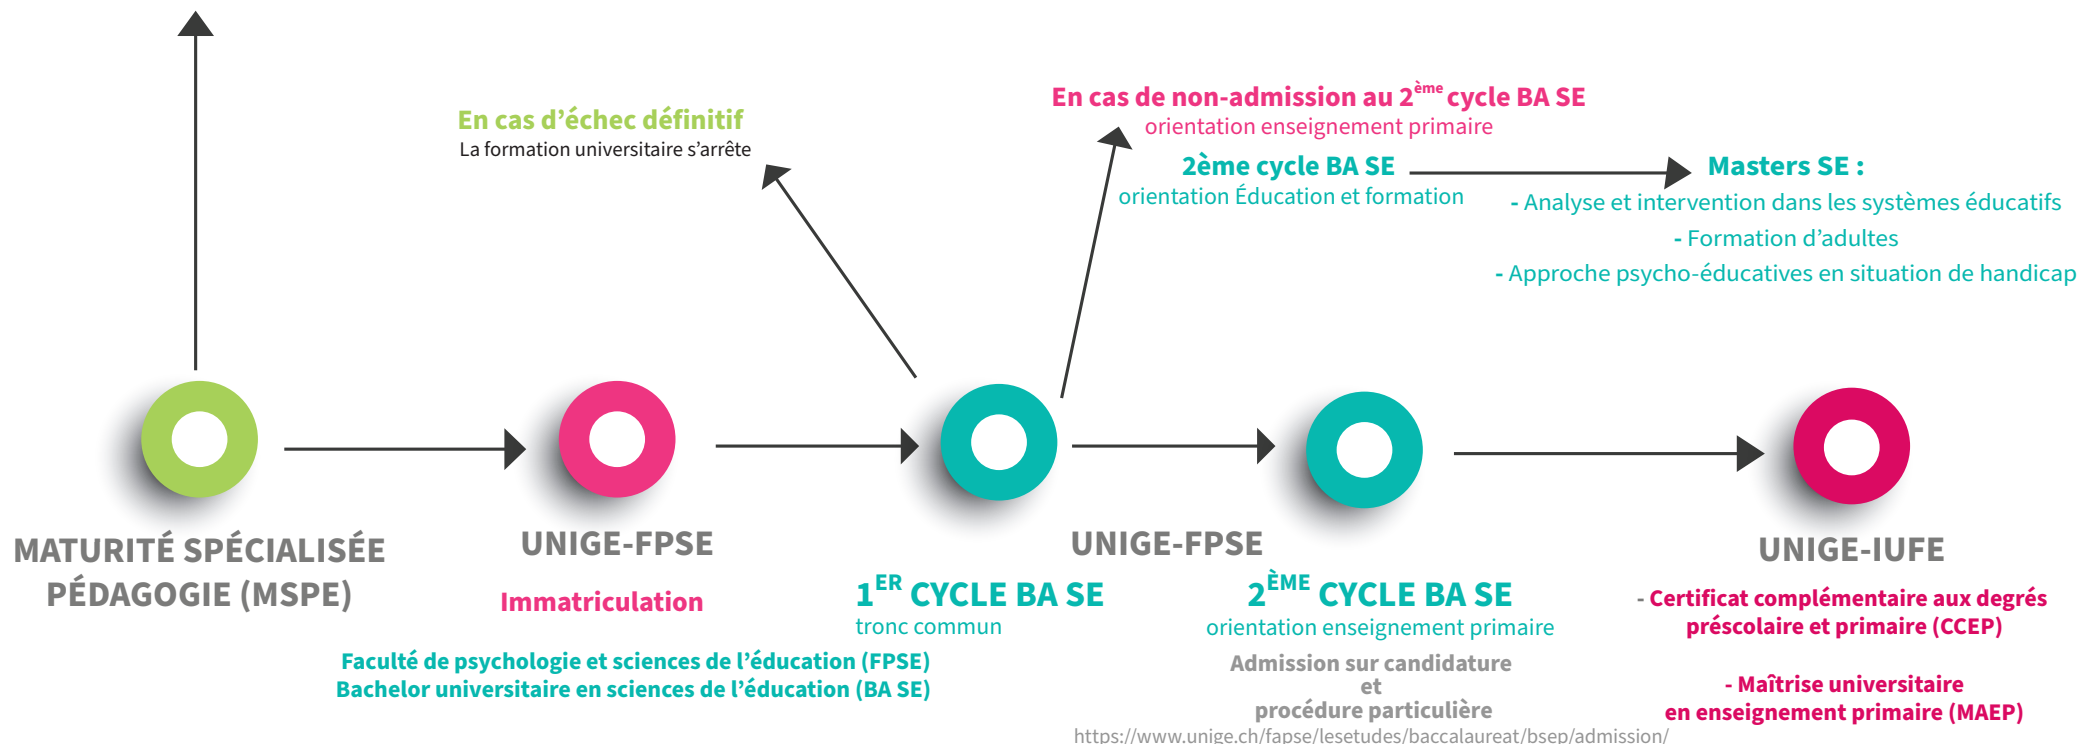 En cas d’échec définitif
La formation universitaire s’arrête
En cas de non-admission au 2ème cycle BA SE
orientation enseignement primaire
2ème cycle BA SE
orientation Éducation et formation
Masters SE :
- Analyse et intervention dans les systèmes éducatifs
- Formation d’adultes
- Approche psycho-éducatives en situation de handicap
MATURITÉ SPÉCIALISÉE
PÉDAGOGIE (MSPE)
UNIGE-FPSE
Immatriculation
Faculté de psychologie et sciences de l’éducation (FPSE)
Bachelor universitaire en sciences de l’éducation (BA SE)
UNIGE-FPSE
1ER CYCLE BA SE
tronc commun
2ÈME CYCLE BA SE
orientation enseignement primaire
Admission sur candidature
et
procédure particulière
https://www.unige.ch/fapse/lesetudes/baccalaureat/bsep/admission/
UNIGE-IUFE
- Certificat complémentaire aux degrés
préscolaire et primaire (CCEP)
- Maîtrise universitaire
en enseignement primaire (MAEP)